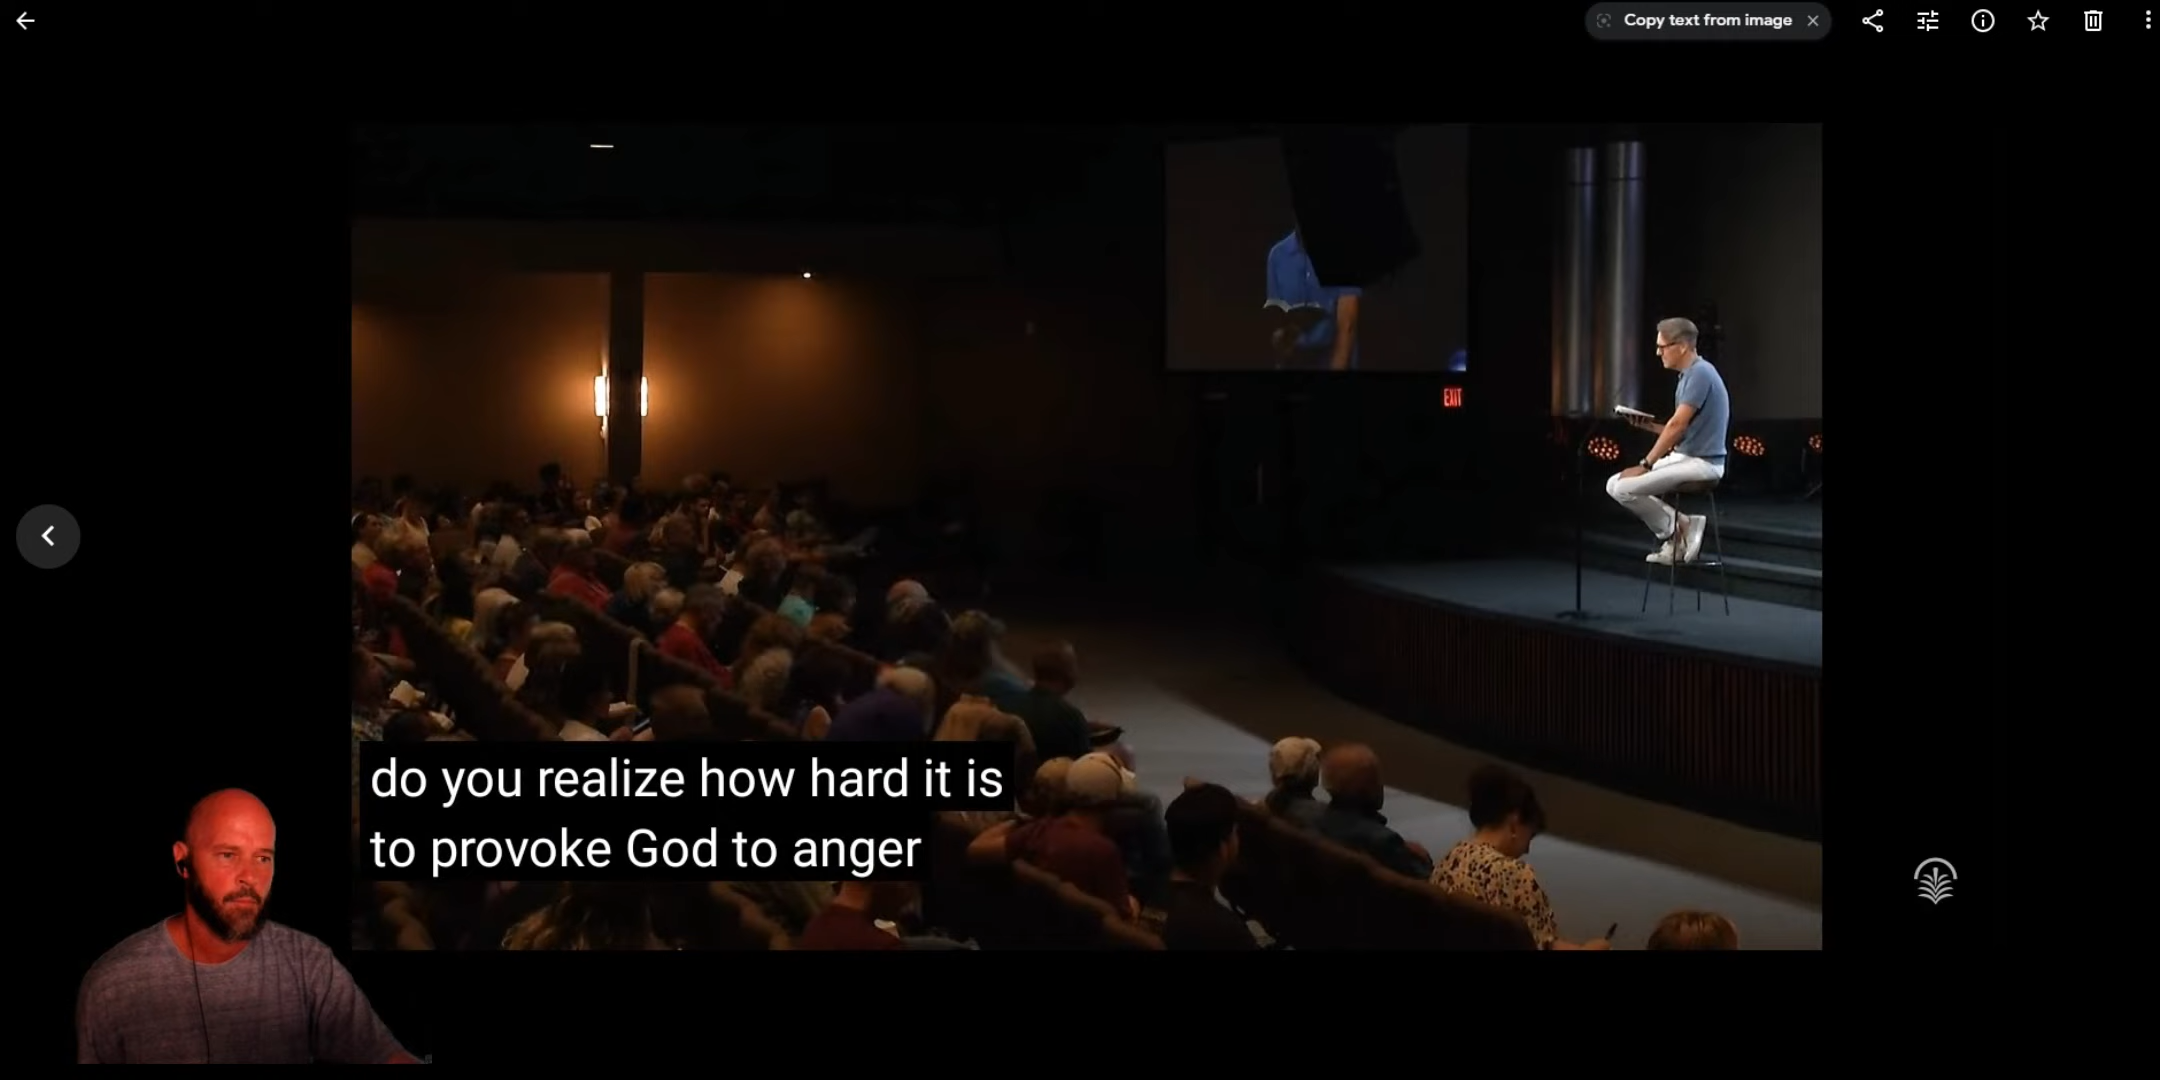 Copy text from image
EXIT
do you realize how hard it is
to provoke God to anger